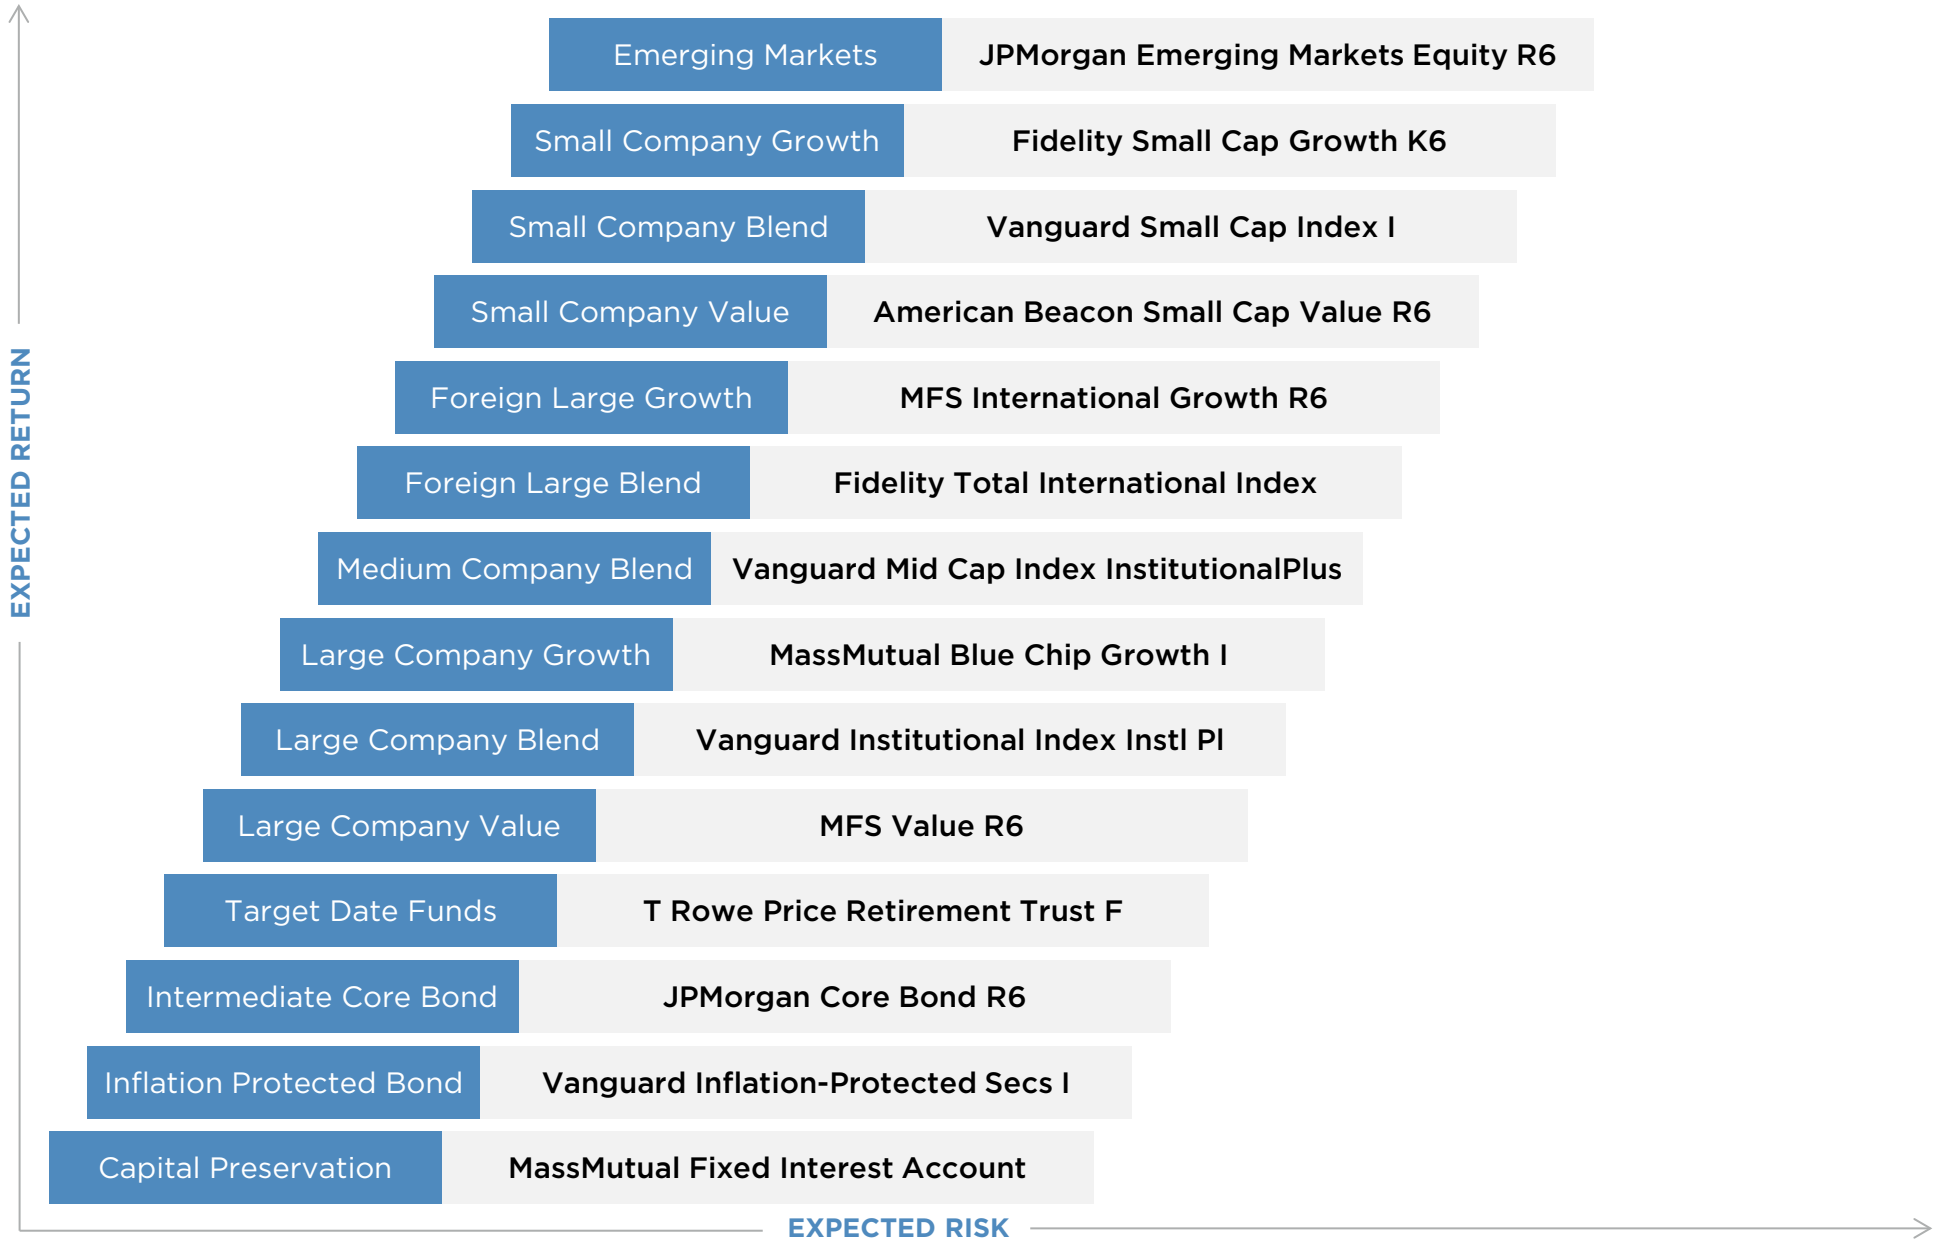 Emerging Markets JPMorgan Emerging Markets Equity R6
Small Company Growth Fidelity Small Cap Growth K6
Small Company Blend Vanguard Small Cap Index I
Small Company Value American Beacon Small Cap Value R6
Foreign Large Growth MFS International Growth R6
Foreign Large Blend Fidelity Total International Index
Medium Company Blend Vanguard Mid Cap Index InstitutionalPlus
Large Company Growth MassMutual Blue Chip Growth I
Large Company Blend Vanguard Institutional Index Instl Pl
Large Company Value MFS Value R6
Target Date Funds T Rowe Price Retirement Trust F
Intermediate Core Bond JPMorgan Core Bond R6
Inflation Protected Bond Vanguard Inflation-Protected Secs I
Capital Preservation MassMutual Fixed Interest Account
EXPECTED RETURN
EXPECTED RISK